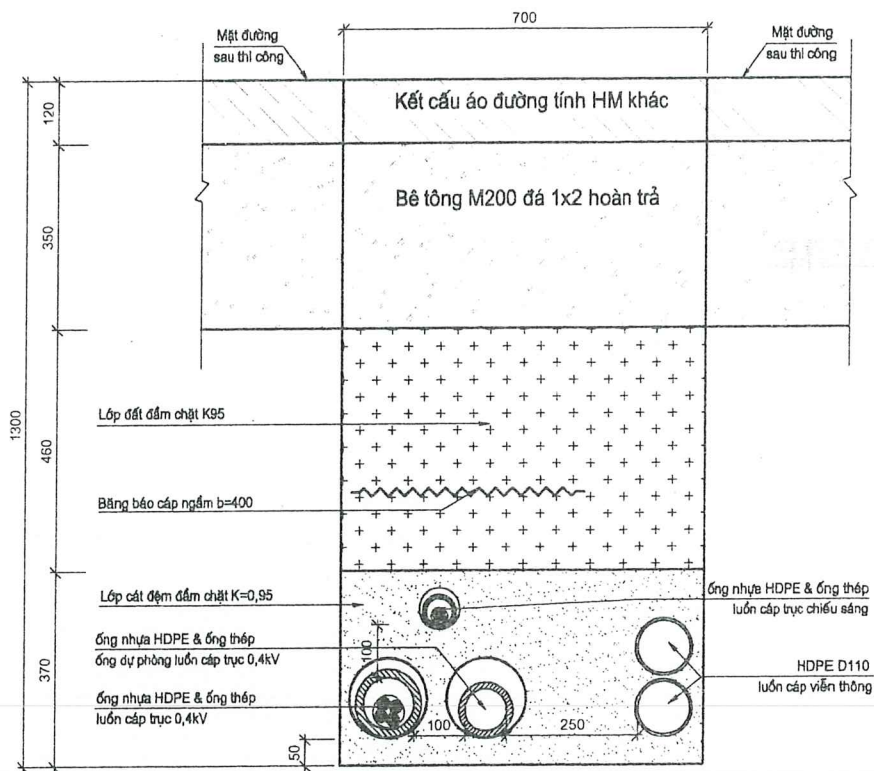 700
Mặt đường
sau thi công
Mặt đường
sau thi công
120
Kết cấu áo đường tính HM khác
350
Bê tông M200 đá 1x2 hoàn trả
1300
460
Lớp đất đầm chặt K95
Băng báo cáp ngầm b=400
370
Lớp cát đệm đầm chặt K=0,95
ống nhựa HDPE & ống thép
luồn cáp trục chiếu sáng
ống nhựa HDPE & ống thép
ống dự phòng luồn cáp trục 0,4kV
100
HDPE D110
luồn cáp viễn thông
ống nhựa HDPE & ống thép
luồn cáp trục 0,4kV
100
250
50